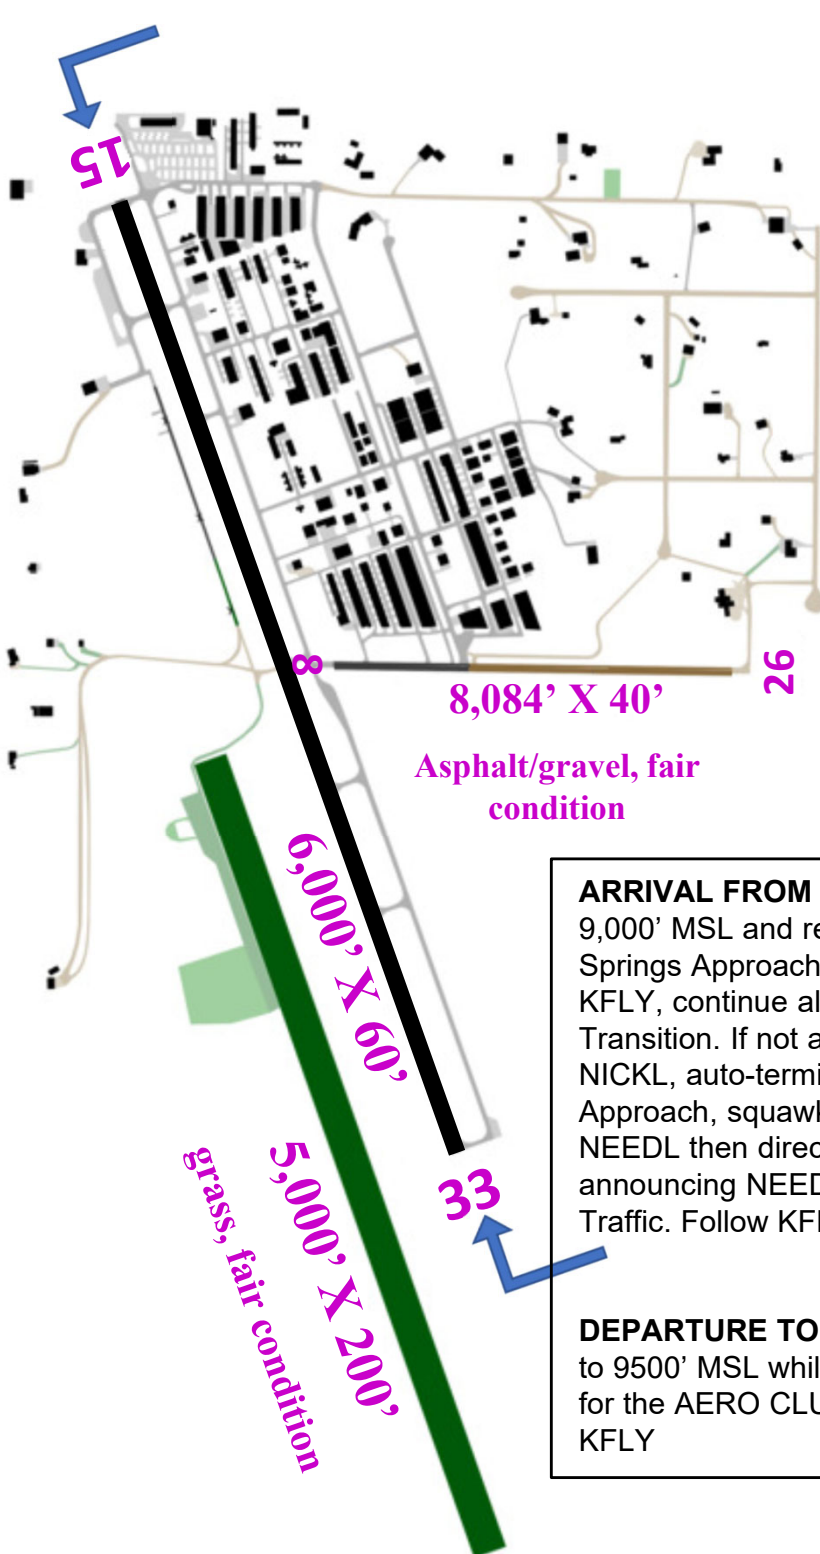 15
8
26
8,084’ X 40’
Asphalt/gravel, fair
condition
6,000’ X 60’
5,000’ X 200’
grass, fair condition
33
ARRIVAL FROM
9,000’ MSL and re
Springs Approach
KFLY, continue al
Transition. If not a
NICKL, auto-termi
Approach, squawk
NEEDL then direc
announcing NEED
Traffic. Follow KF
DEPARTURE TO
to 9500’ MSL whil
for the AERO CLU
KFLY